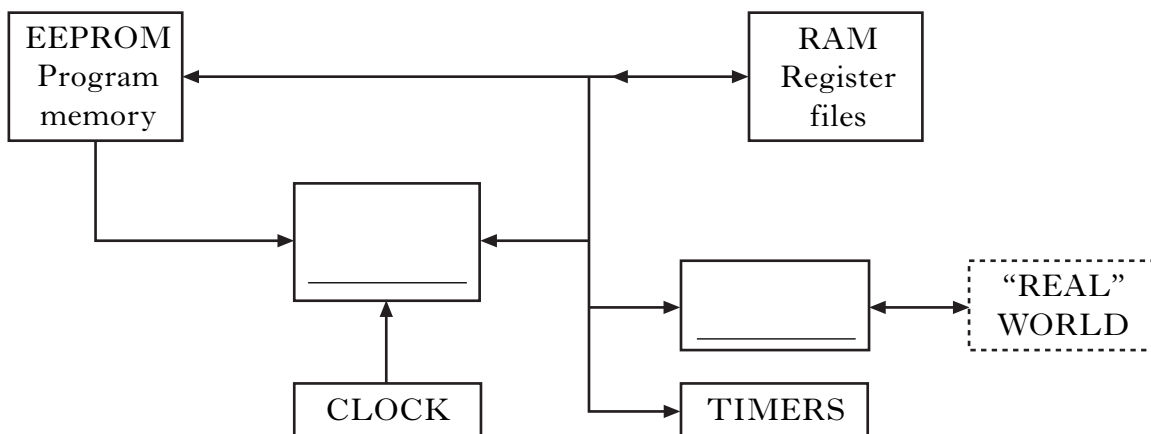 EEPROM
Program
memory
RAM
Register
files
“REAL”
WORLD
CLOCK
TIMERS